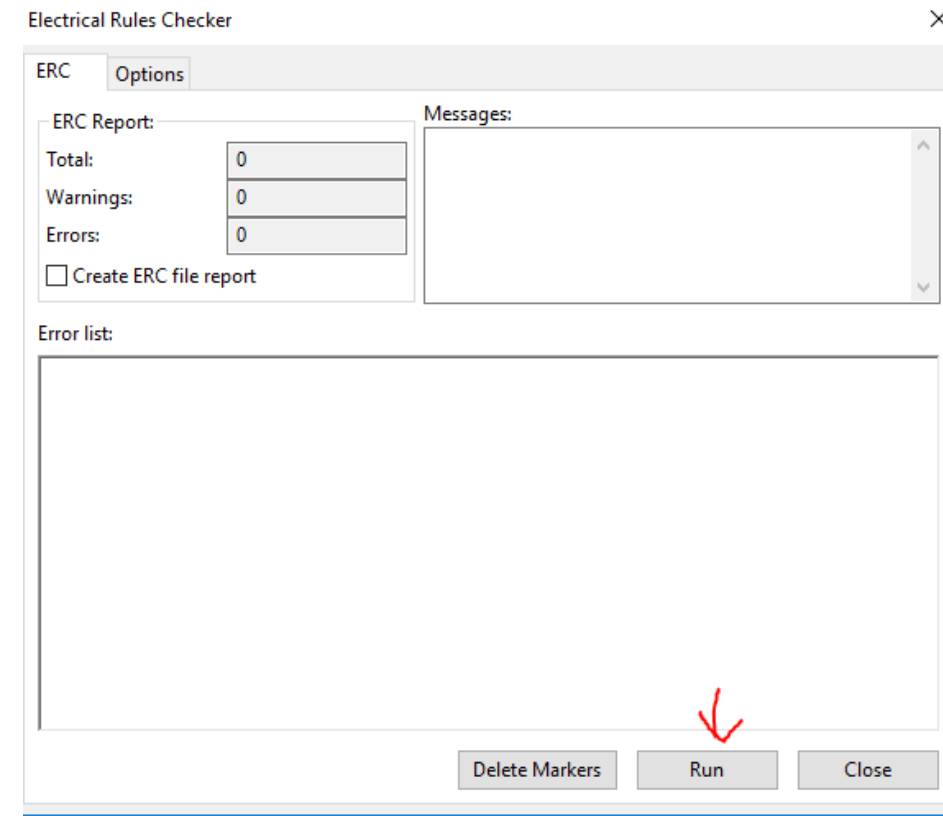 Electrical Rules Checker
ERC Options
ERC Report:
Messages:
Total: 0
Warnings: 0
Errors: 0
Create ERC file report
Error list:
Delete Markers Run Close